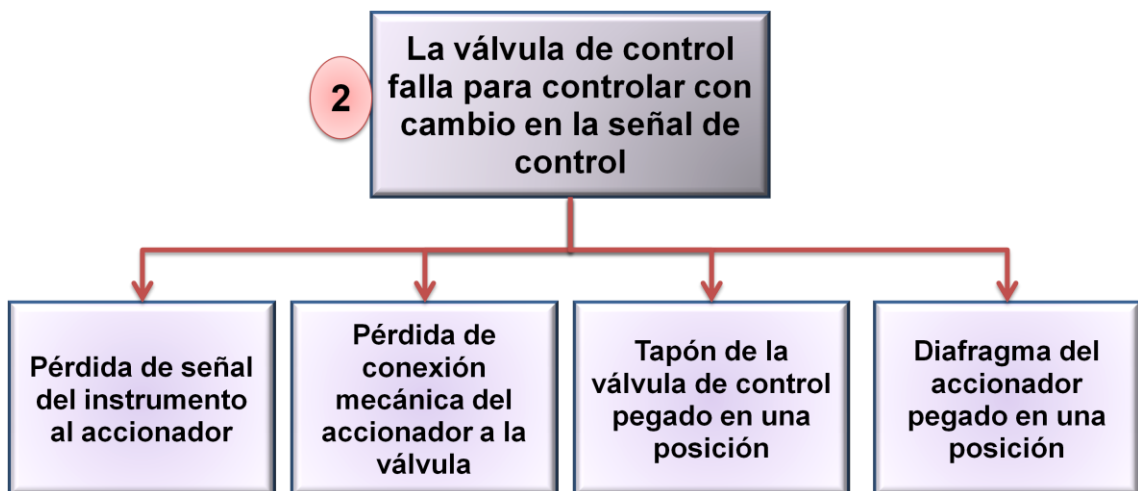 2
La válvula de control
falla para controlar con
cambio en la señal de
control
Pérdida de señal
del instrumento
al accionador
Pérdida de
conexión
mecánica del
accionador a la
válvula
Tapón de la
válvula de control
pegado en una
posición
Diafragma del
accionador
pegado en una
posición